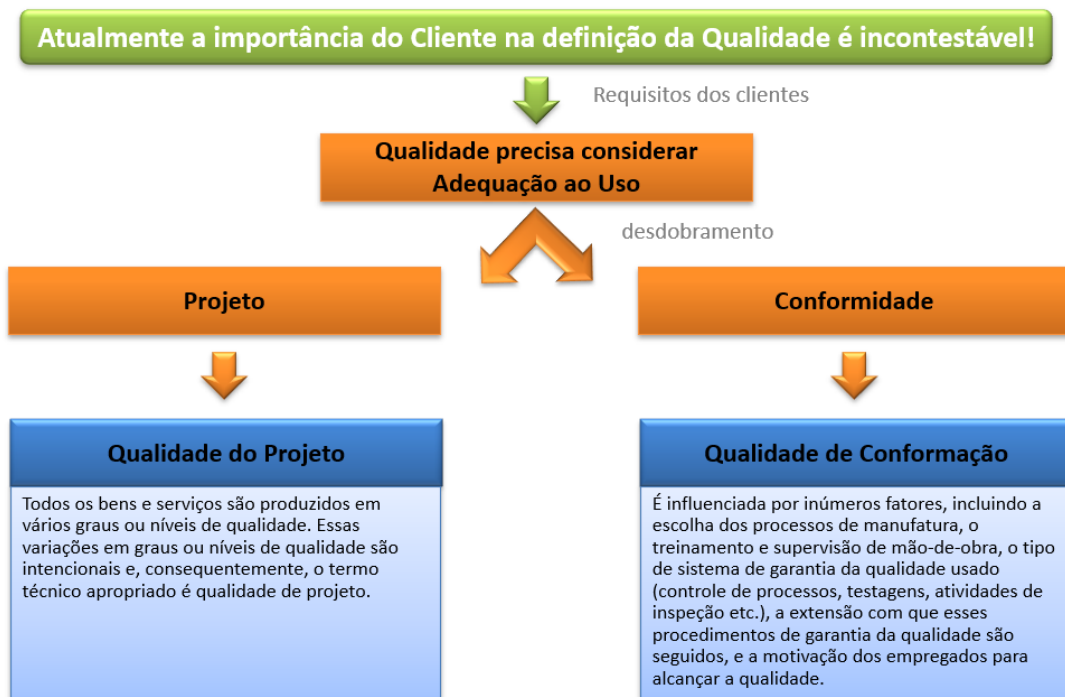 Atualmente a importância do Cliente na definição da Qualidade é incontestável!
Requisitos dos clientes
Qualidade precisa considerar
Adequação ao Uso
desdobramento
Projeto
Conformidade
Qualidade do Projeto
Todos os bens e serviços são produzidos em
vários graus ou níveis de qualidade. Essas
variações em graus ou níveis de qualidade são
intencionais e, consequentemente, o termo
técnico apropriado é qualidade de projeto.
Qualidade de Conformação
É influenciada por inúmeros fatores, incluindo a
escolha dos processos de manufatura, o
treinamento e supervisão de mão-de-obra, o tipo
de sistema de garantia da qualidade usado
(controle de processos, testagens, atividades de
inspeção etc.), a extensão com que esses
procedimentos de garantia da qualidade são
seguidos, e a motivação dos empregados para
alcançar a qualidade.